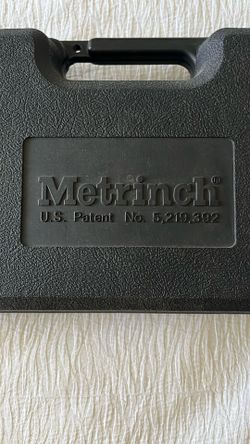 Metrinch®
U.S. Patent No. 5,219,392